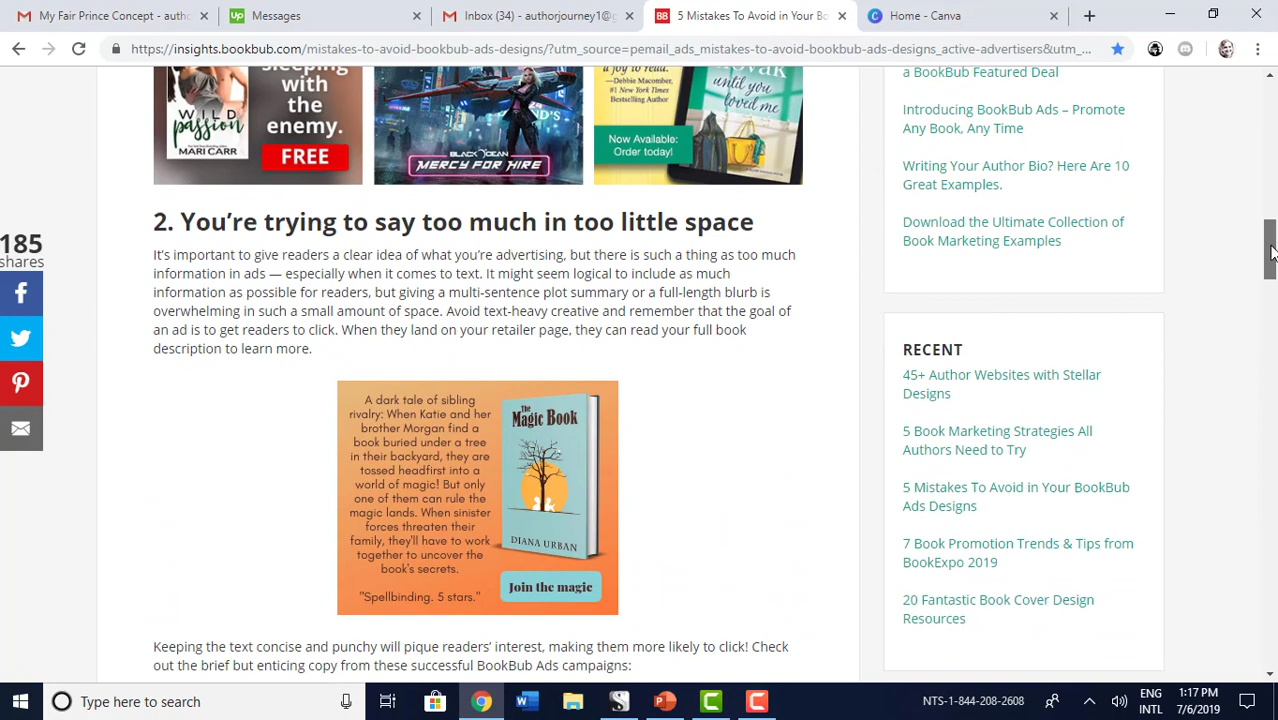 My Fair Prince Concept - autho
Messages
Inbox (34) - authorjourney1@g
5 Mistakes To Avoid in Your Bo
Home - Canva
https://insights.bookbub.com/mistakes-to-avoid-bookbub-ads-designs/?utm_source=pemail_ads_mistakes-to-avoid-bookbub-ads-designs_active-advertisers&utm_...
185
shares
WILD
passion
MARI CARR
sleeping
with
the
enemy.
FREE
BLACK OCEAN
MERCY FOR HIRE
a joy to read.
—Debbie Macomber,
#1 New York Times
Bestselling Author
Now Available:
Order today!
until
you
loved me
2. You're trying to say too much in too little space
It's important to give readers a clear idea of what you're advertising, but there is such a thing as too much
information in ads — especially when it comes to text. It might seem logical to include as much
information as possible for readers, but giving a multi-sentence plot summary or a full-length blurb is
overwhelming in such a small amount of space. Avoid text-heavy creative and remember that the goal of
an ad is to get readers to click. When they land on your retailer page, they can read your full book
description to learn more.
A dark tale of sibling
rivalry: When Katie and her
brother Morgan find a
book buried under a tree
in their backyard, they are
tossed headfirst into a
world of magic! But only
one of them can rule the
magic lands. When sinister
forces threaten their
family, they'll have to work
together to uncover the
book's secrets.
"Spellbinding. 5 stars."
The
Magic Book
DIANA URBAN
Join the magic
Keeping the text concise and punchy will pique readers' interest, making them more likely to click! Check
out the brief but enticing copy from these successful BookBub Ads campaigns:
a BookBub Featured Deal
Introducing BookBub Ads – Promote
Any Book, Any Time
Writing Your Author Bio? Here Are 10
Great Examples.
Download the Ultimate Collection of
Book Marketing Examples
RECENT
45+ Author Websites with Stellar
Designs
5 Book Marketing Strategies All
Authors Need to Try
5 Mistakes To Avoid in Your BookBub
Ads Designs
7 Book Promotion Trends & Tips from
BookExpo 2019
20 Fantastic Book Cover Design
Resources
Type here to search
NTS-1-844-208-2608
ENG
INTL
1:17 PM
7/6/2019